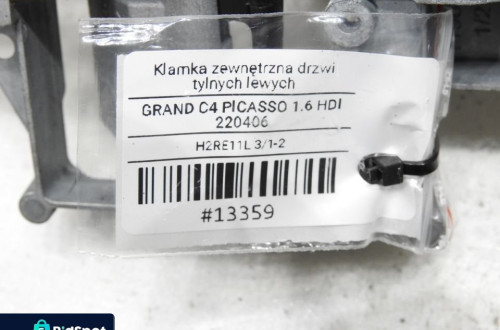 Klamka zewnętrzna drzwi
tylnych lewych
GRAND C4 PICASSO 1.6 HDI
220406
H2RE11L 3/1-2
#13359